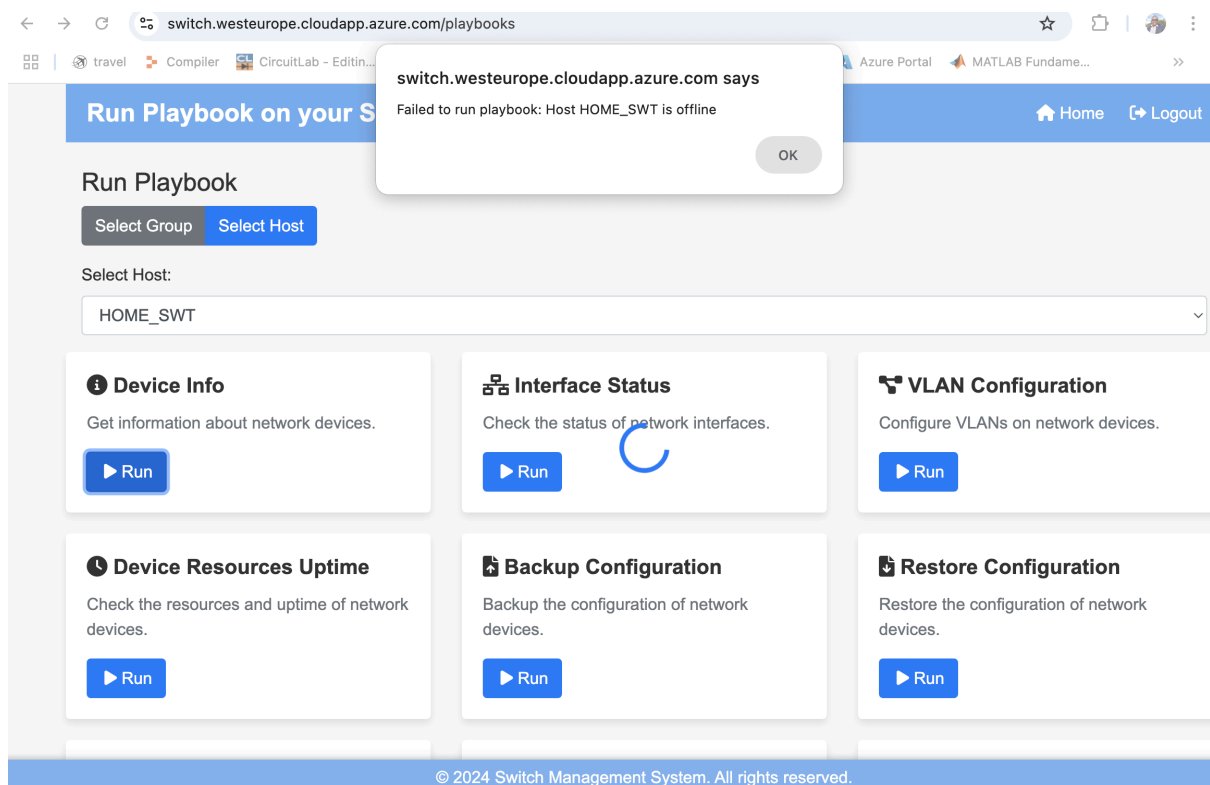 switch.westeurope.cloudapp.azure.com/playbooks
travel
Compiler
CircuitLab - Editin...
Azure Portal
MATLAB Fundame...
switch.westeurope.cloudapp.azure.com says
Failed to run playbook: Host HOME_SWT is offline
OK
Run Playbook on your S
Home
Logout
Run Playbook
Select Group
Select Host
Select Host:
HOME_SWT
Device Info
Get information about network devices.
Run
Interface Status
Check the status of network interfaces.
Run
VLAN Configuration
Configure VLANs on network devices.
Run
Device Resources Uptime
Check the resources and uptime of network
devices.
Run
Backup Configuration
Backup the configuration of network
devices.
Run
Restore Configuration
Restore the configuration of network
devices.
Run
© 2024 Switch Management System. All rights reserved.